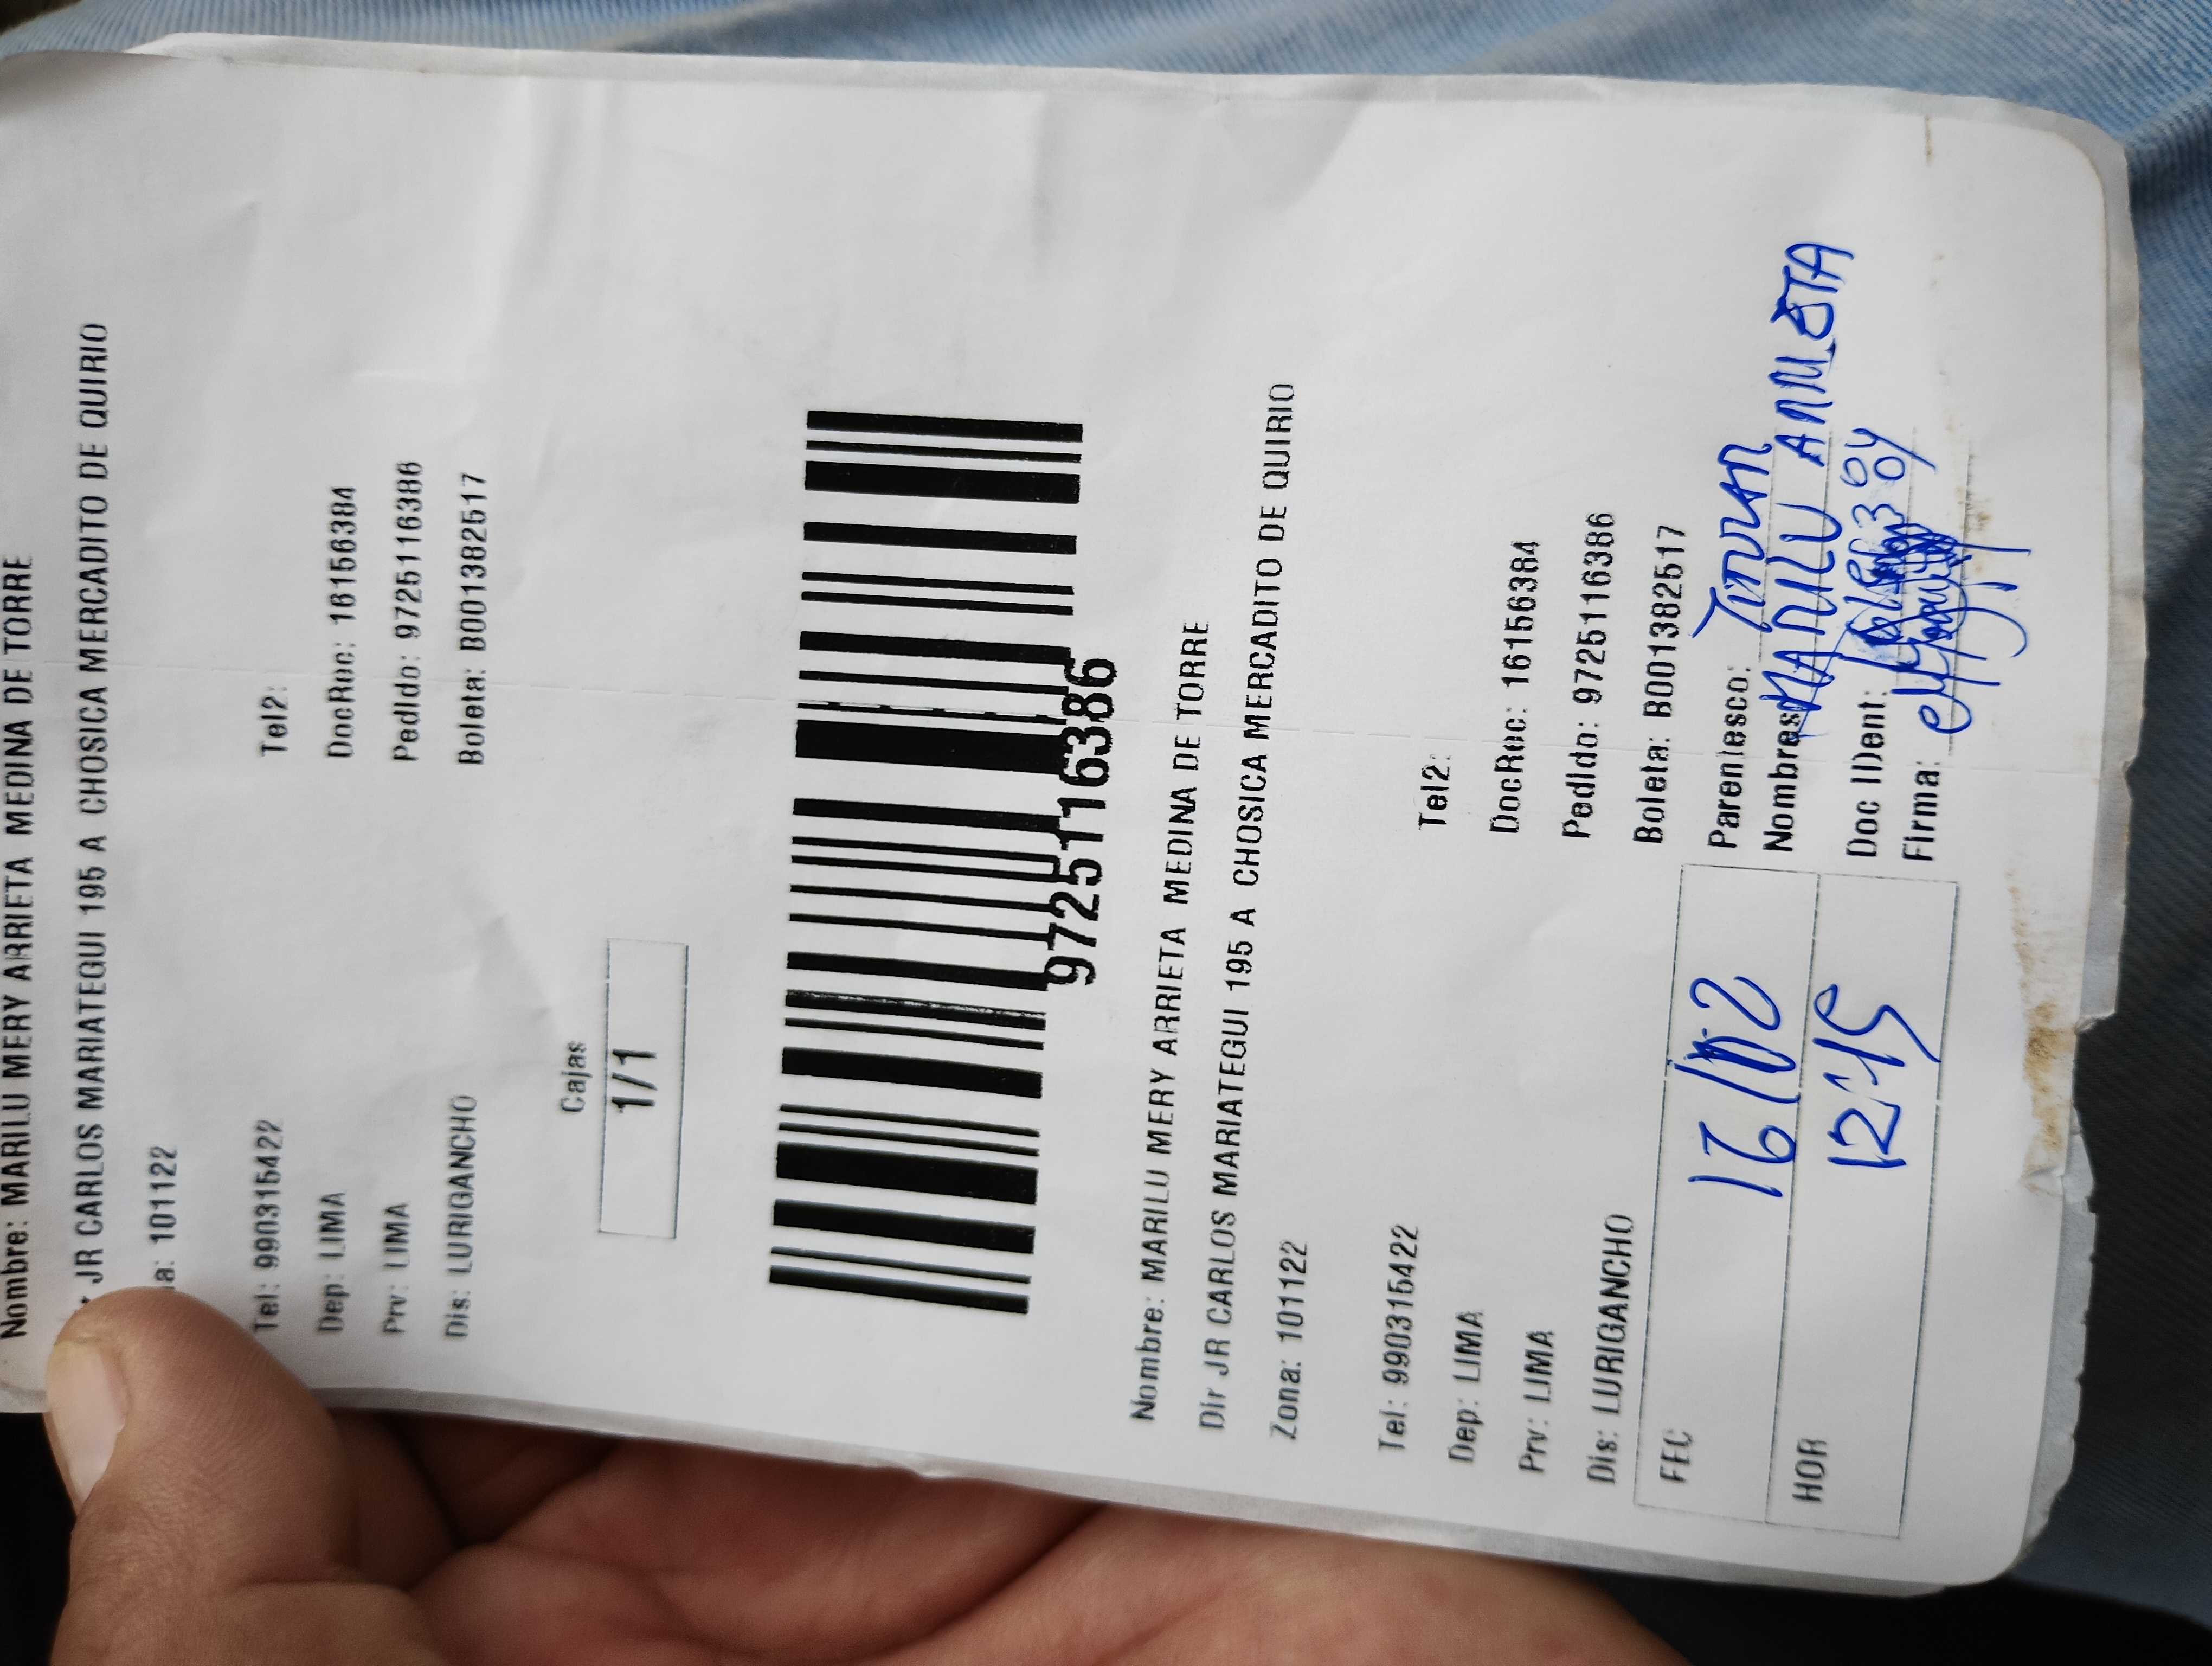 Nombre: MARILU MERY ARRIETA MEDINA DE TORRE
JR CARLOS MARIATEGUI 195 A CHOSICA MERCADITO DE QUIRIO
a: 101122
Tel: 990315422 Tel2:
Dep: LIMA DocRec: 16156384
Prv: LIMA Pedido: 9725116386
Dis: LURIGANCHO Boleta: B001382517
Cajas
1/1
9725116386
Nombre: MARILU MERY ARRIETA MEDINA DE TORRE
Dir JR CARLOS MARIATEGUI 195 A CHOSICA MERCADITO DE QUIRIO
Zona: 101122
Tel: 990315422 Tel2:
Dep: LIMA DocRec: 16156384
Prv: LIMA Pedido: 9725116386
Dis: LURIGANCHO Boleta: B001382517
FEC 16/02 Parentesco:
Nombres MARILU ARRIETA
HOR 12:15 Doc IDent:
Firma: